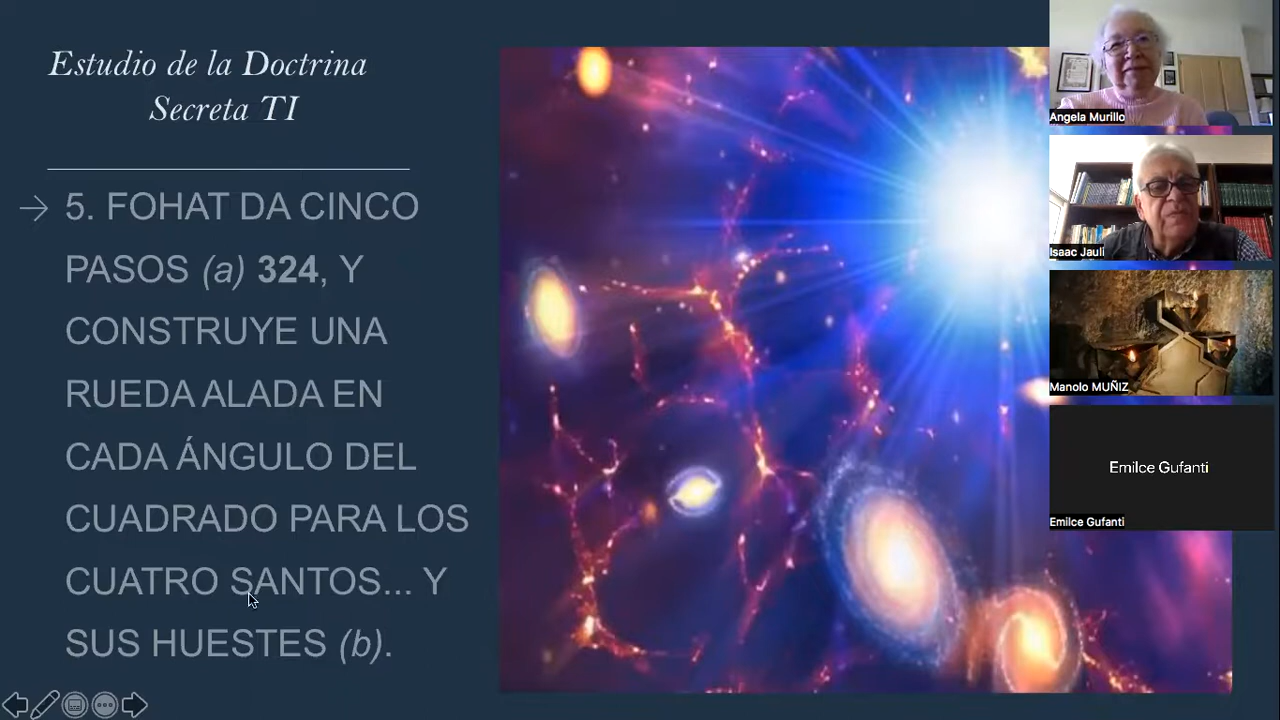 Estudio de la Doctrina
Secreta TI
5. FOHAT DA CINCO
PASOS (a) 324, Y
CONSTRUYE UNA
RUEDA ALADA EN
CADA ÁNGULO DEL
CUADRADO PARA LOS
CUATRO SANTOS... Y
SUS HUESTES (b).
Angela Murillo
Isaac Jauli
Manolo MUÑIZ
Emilce Gufanti
Emilce Gufanti